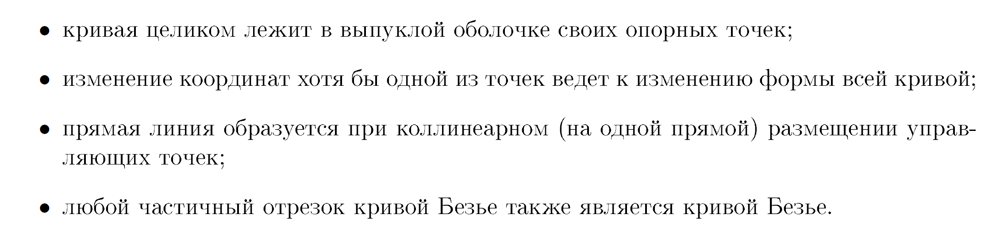 • кривая целиком лежит в выпуклой оболочке своих опорных точек;
• изменение координат хотя бы одной из точек ведет к изменению формы всей кривой;
• прямая линия образуется при коллинеарном (на одной прямой) размещении управ-
ляющих точек;
• любой частичный отрезок кривой Безье также является кривой Безье.